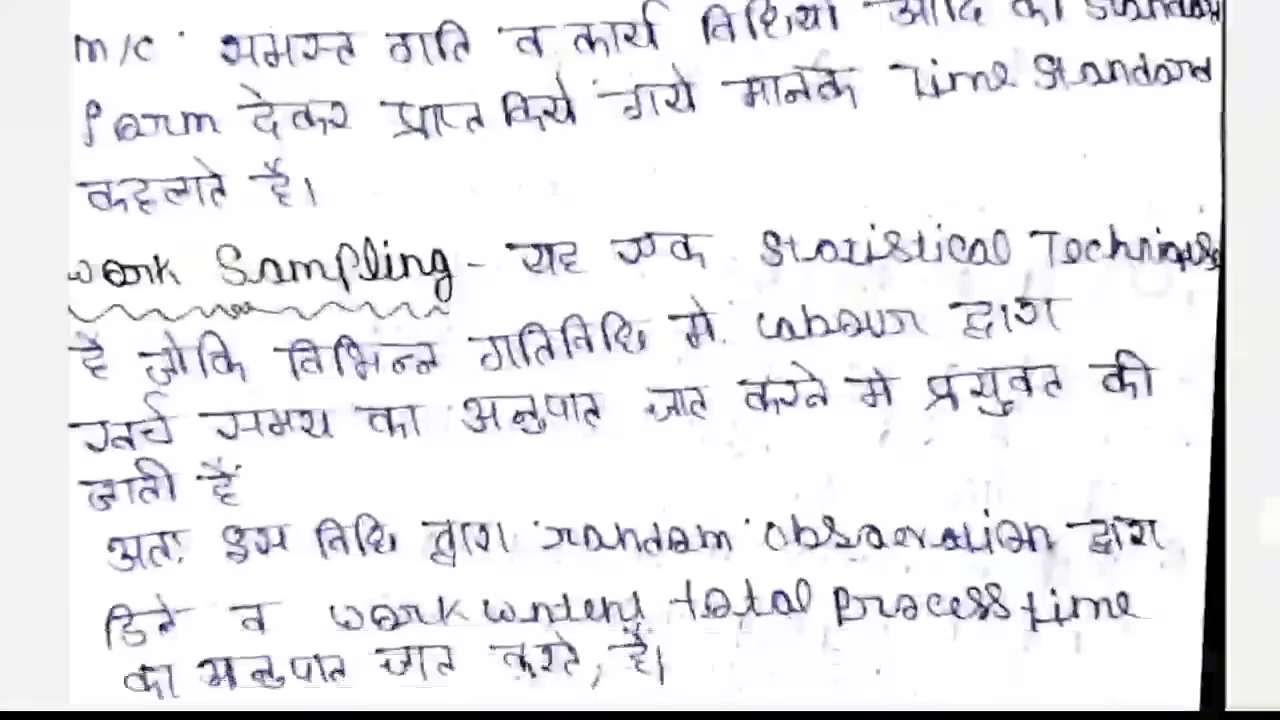 m/c समस्त गति व कार्य विधियों आदि को Standard
form देकर प्राप्त किये गये मानक Time Standard
कहलाते है।
work Sampling - यह एक Statistical Technique
है जोकि विभिन्न गतिविधि मे. Labour द्वारा
खर्च समय का अनुपात ज्ञात करने मे प्रयुक्त की
जाती हैं
अतः इस विधि द्वारा random observation द्वारा
व work content total Process time
का अनुपात ज्ञात करते है।